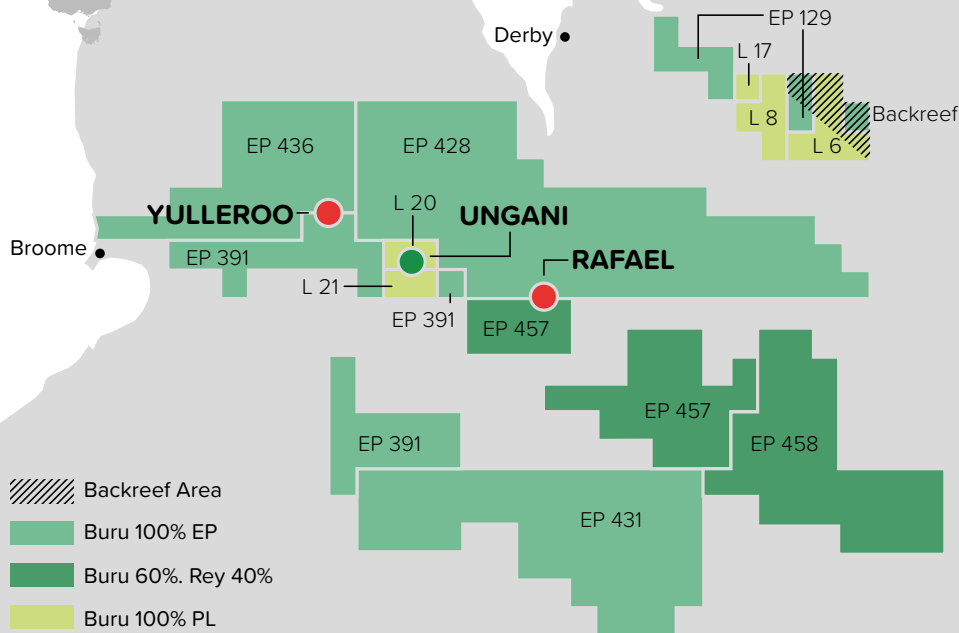 EP 129
Derby
L 17
Backreef
L 8
L 6
EP 436
EP 428
YULLEROO
L 20
UNGANI
Broome
EP 391
RAFAEL
L 21
EP 391
EP 457
EP 457
EP 391
EP 458
EP 431
Backreef Area
Buru 100% EP
Buru 60%. Rey 40%
Buru 100% PL